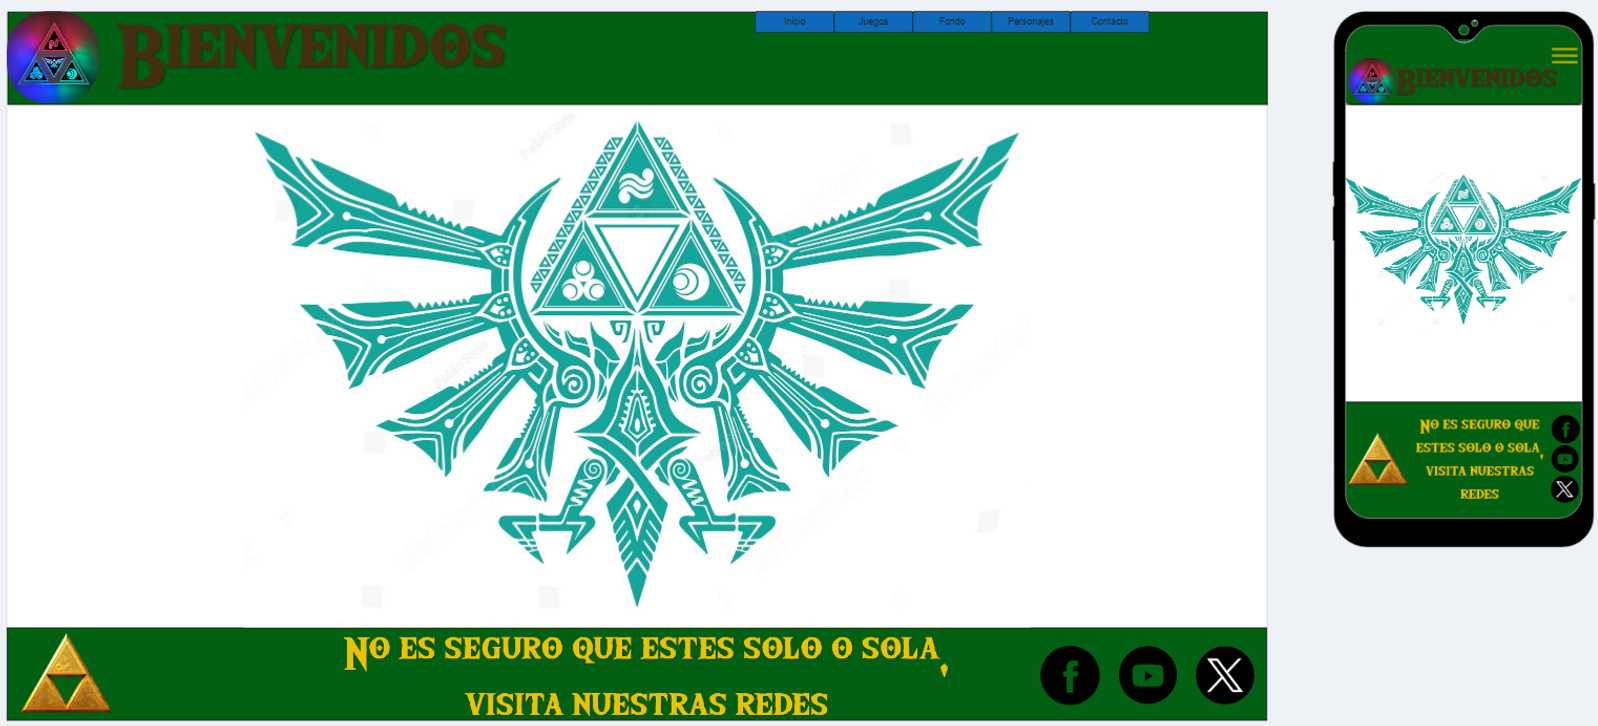 Bienvenidos
Inicio Juegos Fondo Personajes Contacto
No es seguro que estes solo o sola,
visita nuestras redes
Bienvenidos
No es seguro que
estes solo o sola,
visita nuestras
redes